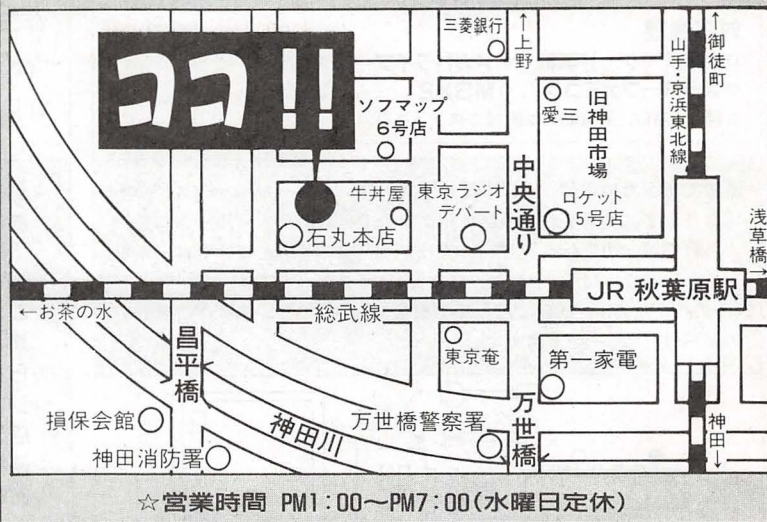 三菱銀行
↑上野
↑御徒町
山手・京浜東北線
ココ!!
ソフマップ
6号店
愛三
旧神田市場
中央通り
牛丼屋
東京ラジオ
デパート
ロケット
5号店
石丸本店
浅草橋→
JR 秋葉原駅
←お茶の水
総武線
昌平橋
東京庵
第一家電
損保会館
神田消防署
神田川
万世橋警察署
万世橋
神田→
☆営業時間 PM1:00〜PM7:00(水曜日定休)